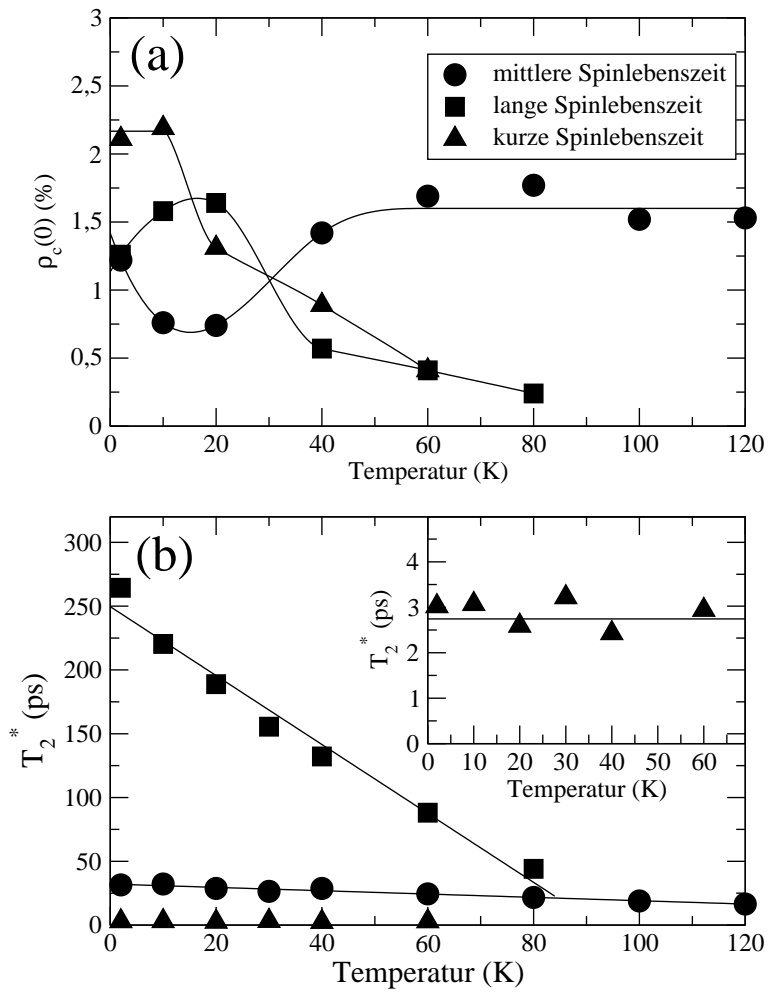 3
(a)
mittlere Spinlebenszeit
lange Spinlebenszeit
kurze Spinlebenszeit
2,5
2
1,5
1
0,5
0
ρc(0) (%)
0 20 40 60 80 100 120
Temperatur (K)
(b)
300
250
200
150
100
50
0
T2* (ps)
0 20 40 60 80 100 120
Temperatur (K)
4
3
2
1
0
T2* (ps)
0 10 20 30 40 50 60
Temperatur (K)